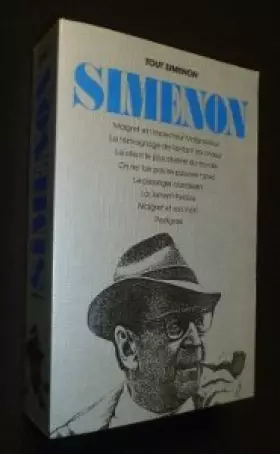 TOUT SIMENON
SIMENON
Maigret et l'inspecteur Malgracieux
Le témoignage de l'enfant de chœur
Le client le plus obstiné du monde
On ne tue pas les pauvres types
Le passager clandestin
La Jument-Perdue
Maigret et son mort
Pedigree
SIMENON